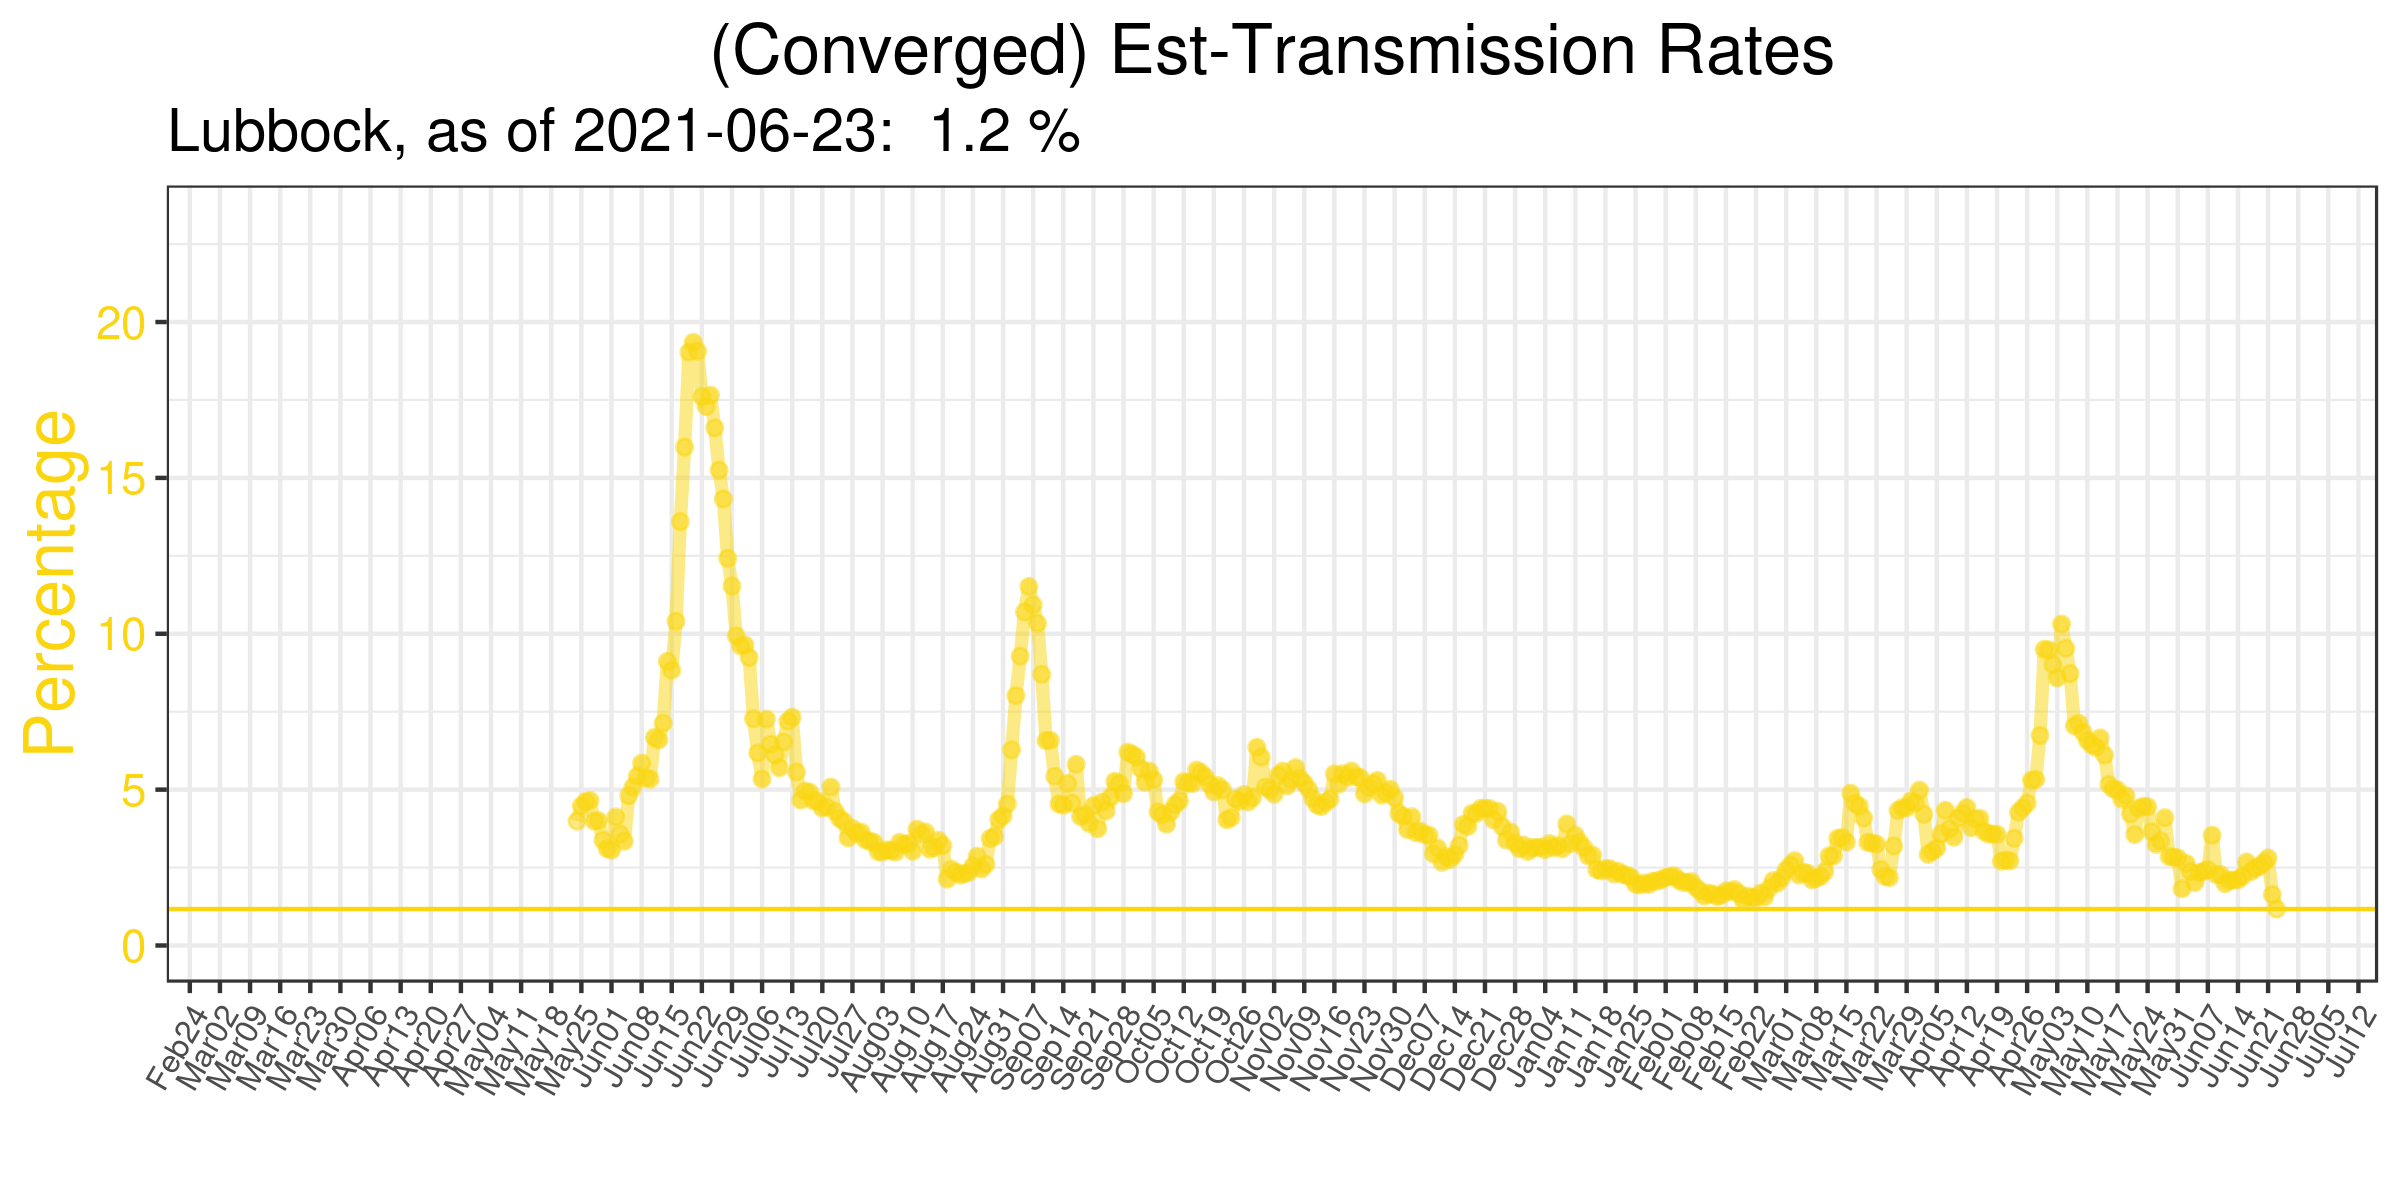 (Converged) Est-Transmission Rates
Lubbock, as of 2021-06-23:  1.2 %
Percentage
20
15
10
5
0
Feb24
Mar02
Mar09
Mar16
Mar23
Mar30
Apr06
Apr13
Apr20
Apr27
May04
May11
May18
May25
Jun01
Jun08
Jun15
Jun22
Jun29
Jul06
Jul13
Jul20
Jul27
Aug03
Aug10
Aug17
Aug24
Aug31
Sep07
Sep14
Sep21
Sep28
Oct05
Oct12
Oct19
Oct26
Nov02
Nov09
Nov16
Nov23
Nov30
Dec07
Dec14
Dec21
Dec28
Jan04
Jan11
Jan18
Jan25
Feb01
Feb08
Feb15
Feb22
Mar01
Mar08
Mar15
Mar22
Mar29
Apr05
Apr12
Apr19
Apr26
May03
May10
May17
May24
May31
Jun07
Jun14
Jun21
Jun28
Jul05
Jul12